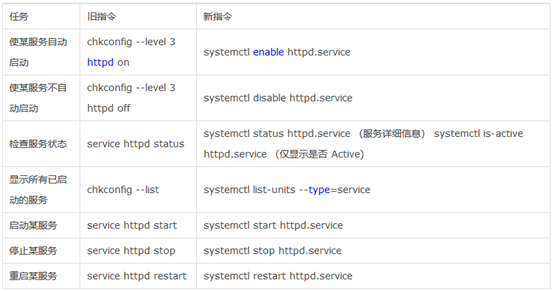 任务 旧指令 新指令
使某服务自动 chkconfig --level 3 systemctl enable httpd.service
启动 httpd on
使某服务不自 chkconfig --level 3 systemctl disable httpd.service
动启动 httpd off
检查服务状态 service httpd status systemctl status httpd.service （服务详细信息） systemctl is-active
httpd.service （仅显示是否 Active)
显示所有已启 chkconfig --list systemctl list-units --type=service
动的服务
启动某服务 service httpd start systemctl start httpd.service
停止某服务 service httpd stop systemctl stop httpd.service
重启某服务 service httpd restart systemctl restart httpd.service